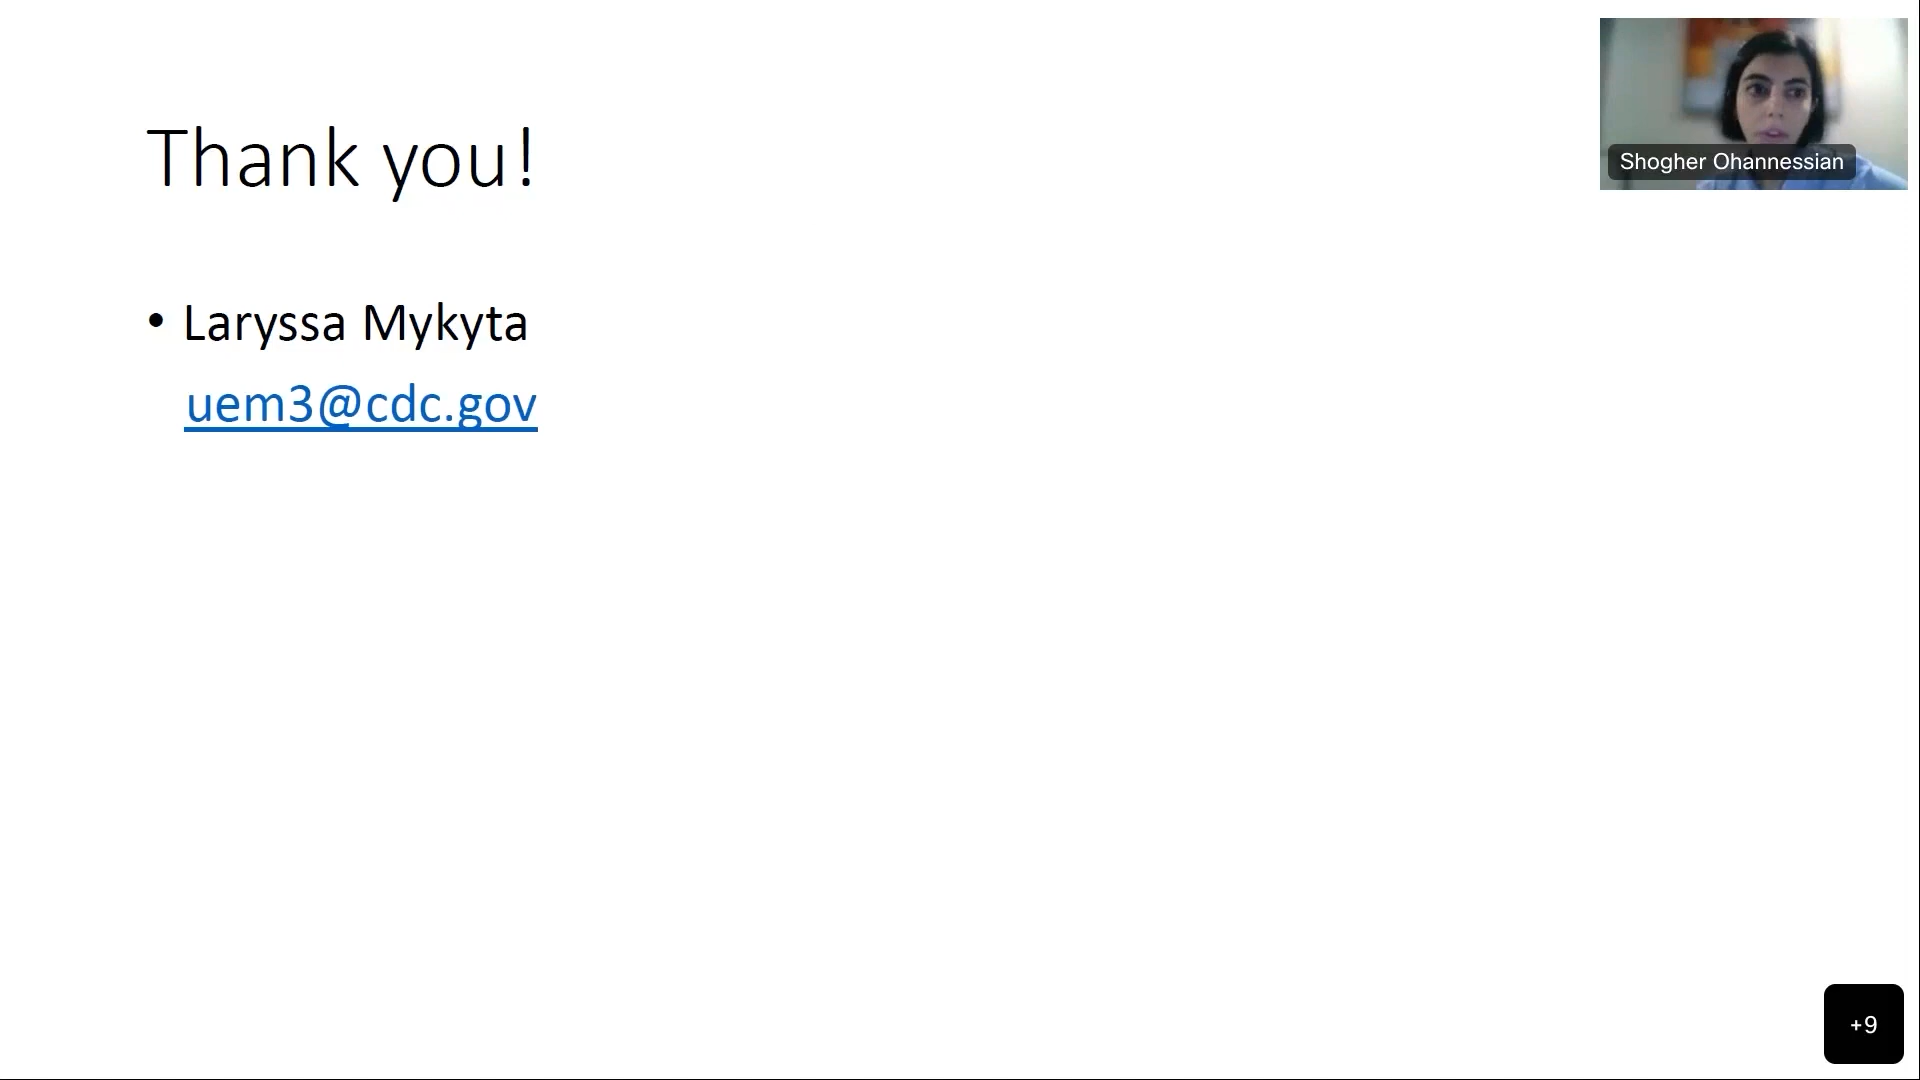 Thank you!
• Laryssa Mykyta
uem3@cdc.gov
Shogher Ohannessian
+9